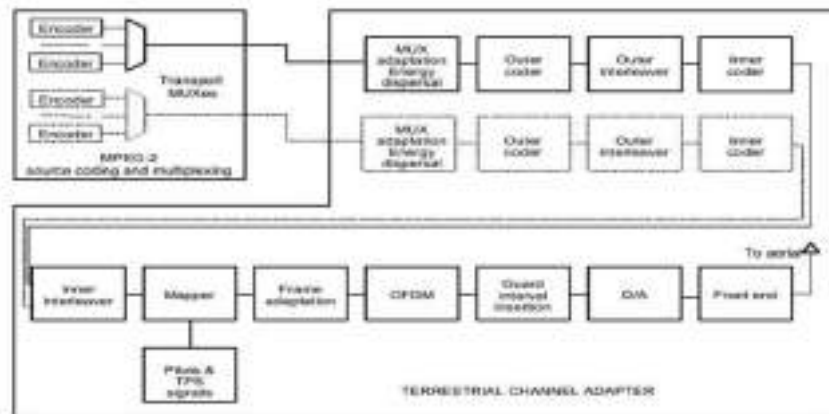 Encoder
Encoder
Encoder
Encoder
Transport
MUXes
MPEG-2
source coding and multiplexing
MUX
adaptation
Energy
dispersal
Outer
coder
Outer
Interleaver
Inner
coder
MUX
adaptation
Energy
dispersal
Outer
coder
Outer
Interleaver
Inner
coder
To aerial
Inner
Interleaver
Mapper
Frame
adaptation
OFDM
Guard
interval
insertion
D/A
Front end
Pilots &
TPS
signals
TERRESTRIAL CHANNEL ADAPTER